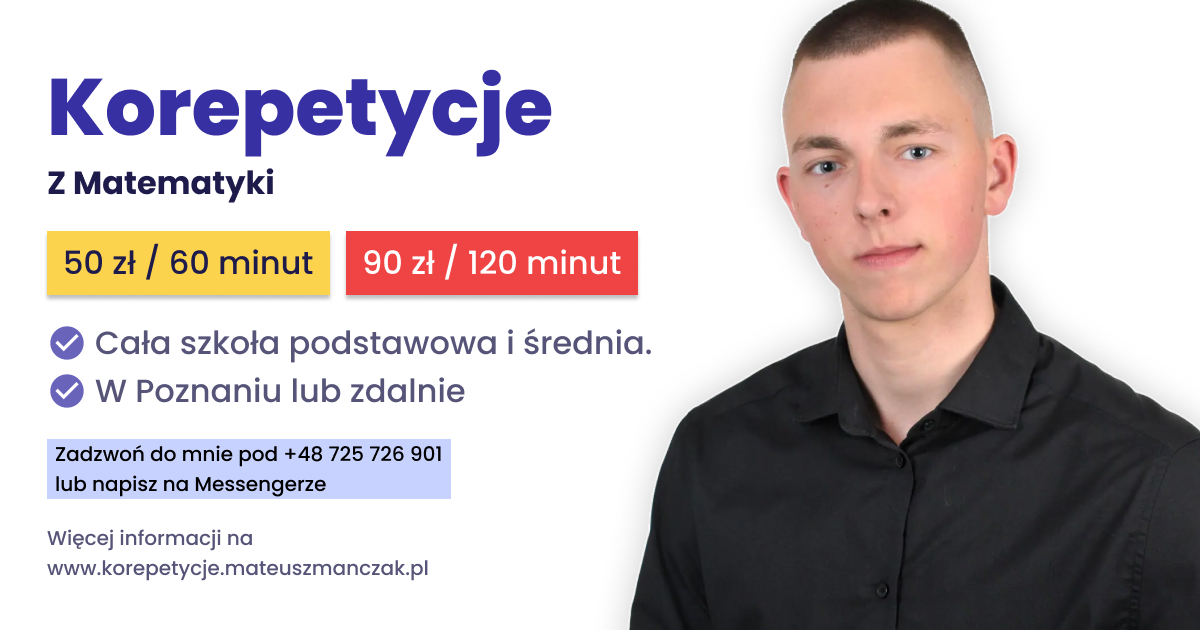 Korepetycje
Z Matematyki
50 zł / 60 minut
90 zł / 120 minut
Cała szkoła podstawowa i średnia.
W Poznaniu lub zdalnie
Zadzwoń do mnie pod +48 725 726 901
lub napisz na Messengerze
Więcej informacji na
www.korepetycje.mateuszmanczak.pl